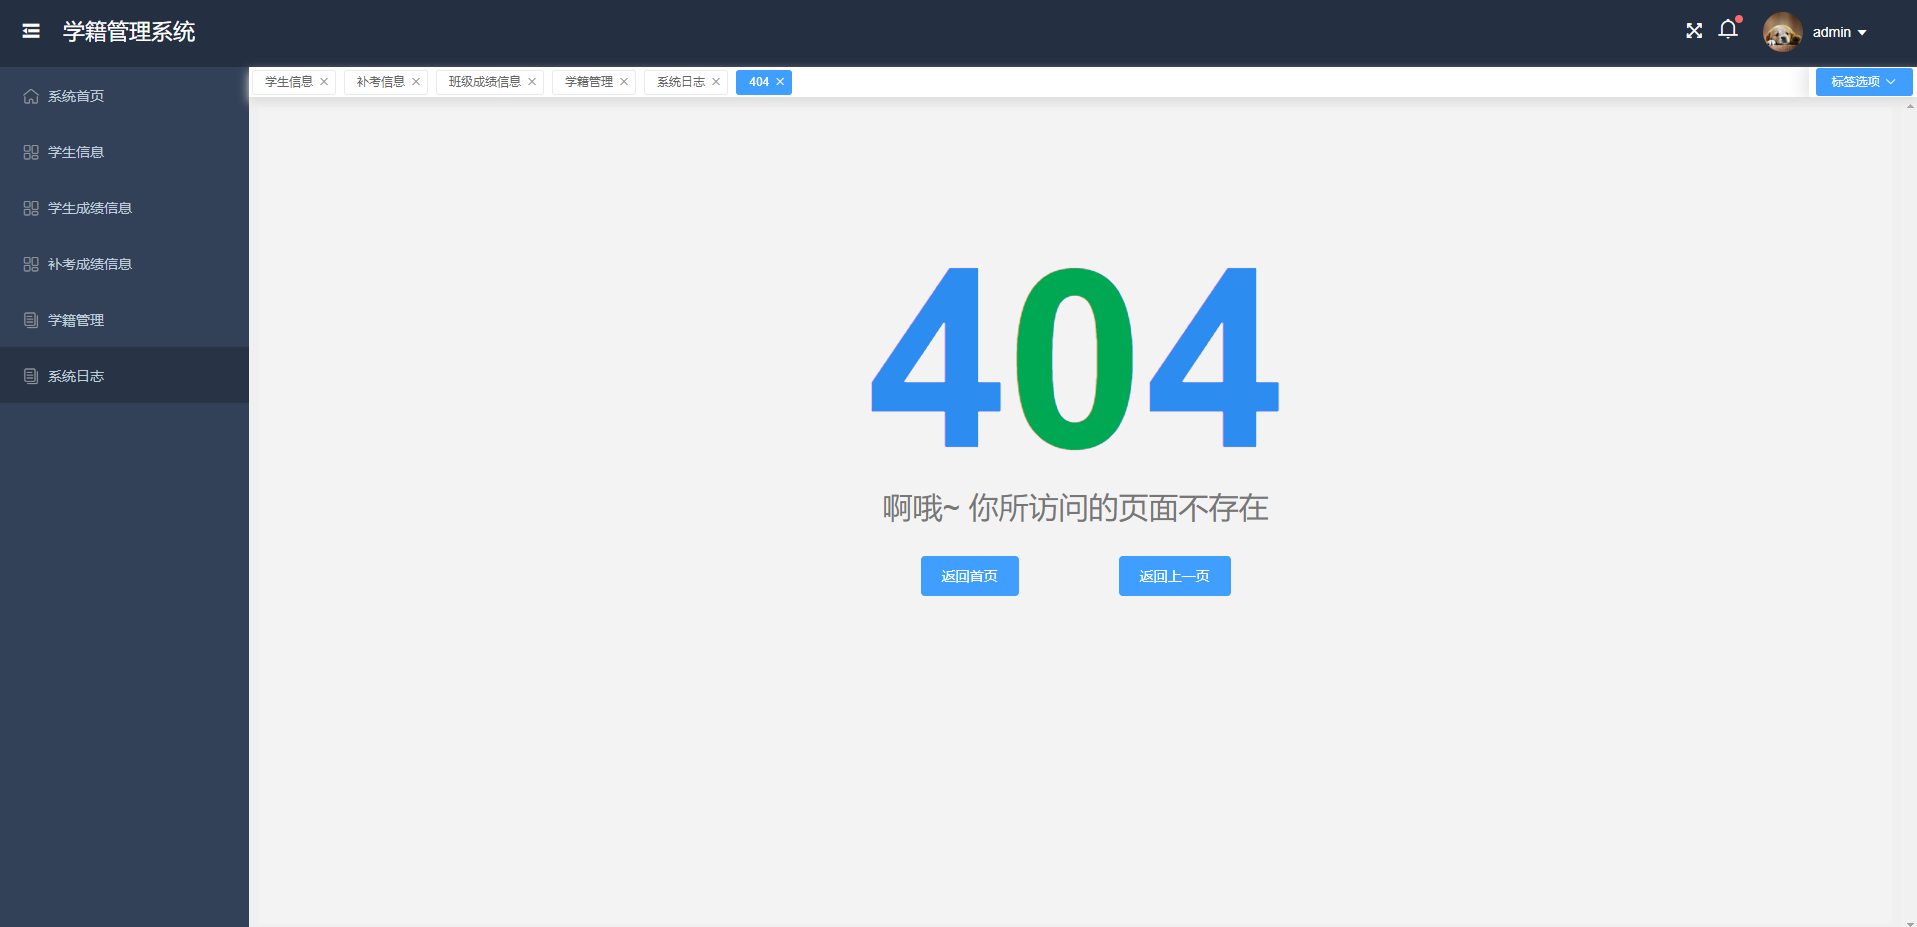 学籍管理系统
admin
系统首页
学生信息
学生成绩信息
补考成绩信息
学籍管理
系统日志
学生信息 补考信息 班级成绩信息 学籍管理 系统日志 404 标签选项
404
啊哦~ 你所访问的页面不存在
返回首页 返回上一页